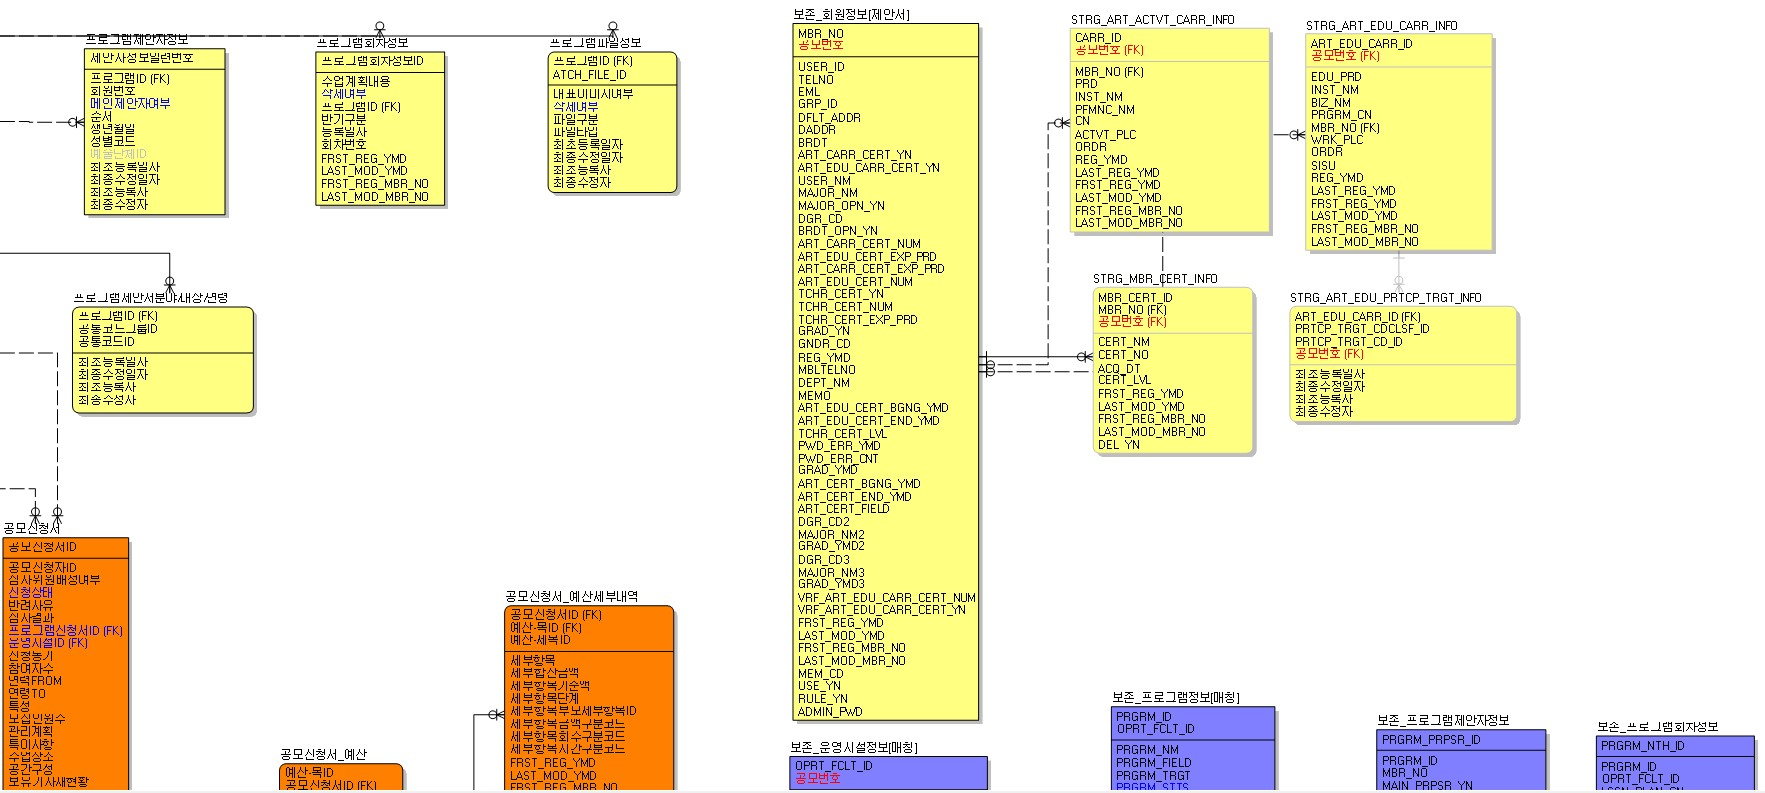 프로그램제안자정보
제안자정보일련번호
프로그램ID (FK)
회원번호
메인제안자여부
순서
생년월일
성별코드
예술단체ID
최초등록일자
최종수정일자
최초등록자
최종수정자
프로그램회차정보
프로그램회차정보ID
수업계획내용
삭제여부
프로그램ID (FK)
반기구분
등록일자
회차번호
FRST_REG_YMD
LAST_MOD_YMD
FRST_REG_MBR_NO
LAST_MOD_MBR_NO
프로그램파일정보
프로그램ID (FK)
ATCH_FILE_ID
대표이미지여부
삭제여부
파일구분
파일타입
최초등록일자
최종수정일자
최초등록자
최종수정자
프로그램제안서분야/대상/연령
프로그램ID (FK)
공통코드그룹ID
공통코드ID
최초등록일자
최종수정일자
최초등록자
최종수정자
공모신청서
공모신청서ID
공모신청자ID
심사위원배정여부
신청상태
반려사유
심사결과
프로그램신청서ID (FK)
운영시설ID (FK)
신청동기
참여자수
연력FROM
연령TO
특성
모집인원수
관리계획
특이사항
수업장소
공간구성
보유기자재현황
공모신청서_예산
예산-목ID
공모신청서ID (FK)
공모신청서_예산세부내역
공모신청서ID (FK)
예산-목ID (FK)
예산-세목ID
세부항목
세부합산금액
세부항목기준액
세부항목단계
세부항목부모세부항목ID
세부항목금액구분코드
세부항목회수구분코드
세부항목시간구분코드
FRST_REG_YMD
LAST_MOD_YMD
FRST_REG_MBR_NO
보존_회원정보[제안서]
MBR_NO
공모번호
USER_ID
TELNO
EML
GRP_ID
DFLT_ADDR
DADDR
BRDT
ART_CARR_CERT_YN
ART_EDU_CARR_CERT_YN
USER_NM
MAJOR_NM
MAJOR_OPN_YN
DGR_CD
BRDT_OPN_YN
ART_CARR_CERT_NUM
ART_EDU_CERT_EXP_PRD
ART_CARR_CERT_EXP_PRD
ART_EDU_CERT_NUM
TCHR_CERT_YN
TCHR_CERT_NUM
TCHR_CERT_EXP_PRD
GRAD_YN
GNDR_CD
REG_YMD
MBLTELNO
DEPT_NM
MEMO
ART_EDU_CERT_BGNG_YMD
ART_EDU_CERT_END_YMD
TCHR_CERT_LVL
PWD_ERR_YMD
PWD_ERR_CNT
GRAD_YMD
ART_CERT_BGNG_YMD
ART_CERT_END_YMD
ART_CERT_FIELD
DGR_CD2
MAJOR_NM2
GRAD_YMD2
DGR_CD3
MAJOR_NM3
GRAD_YMD3
VRF_ART_EDU_CARR_CERT_NUM
VRF_ART_EDU_CARR_CERT_YN
FRST_REG_YMD
LAST_MOD_YMD
FRST_REG_MBR_NO
LAST_MOD_MBR_NO
MEM_CD
USE_YN
RULE_YN
ADMIN_PWD
STRG_ART_ACTVT_CARR_INFO
CARR_ID
공모번호 (FK)
MBR_NO (FK)
PRD
INST_NM
PFMNC_NM
CN
ACTVT_PLC
ORDR
REG_YMD
LAST_REG_YMD
FRST_REG_YMD
LAST_MOD_YMD
FRST_REG_MBR_NO
LAST_MOD_MBR_NO
STRG_ART_EDU_CARR_INFO
ART_EDU_CARR_ID
공모번호 (FK)
EDU_PRD
INST_NM
BIZ_NM
PRGRM_CN
MBR_NO (FK)
WRK_PLC
ORDR
SISU
REG_YMD
LAST_REG_YMD
FRST_REG_YMD
LAST_MOD_YMD
FRST_REG_MBR_NO
LAST_MOD_MBR_NO
STRG_MBR_CERT_INFO
MBR_CERT_ID
MBR_NO (FK)
공모번호 (FK)
CERT_NM
CERT_NO
ACQ_DT
CERT_LVL
FRST_REG_YMD
LAST_MOD_YMD
FRST_REG_MBR_NO
LAST_MOD_MBR_NO
DEL_YN
STRG_ART_EDU_PRTCP_TRGT_INFO
ART_EDU_CARR_ID (FK)
PRTCP_TRGT_CDCLSF_ID
PRTCP_TRGT_CD_ID
공모번호 (FK)
최초등록일자
최종수정일자
최초등록자
최종수정자
보존_운영시설정보[매칭]
OPRT_FCLT_ID
공모번호
보존_프로그램정보[매칭]
PRGRM_ID
OPRT_FCLT_ID
PRGRM_NM
PRGRM_FIELD
PRGRM_TRGT
PRGRM_STTS
보존_프로그램제안자정보
PRGRM_PRPSR_ID
PRGRM_ID
MBR_NO
MAIN_PRPSR_YN
보존_프로그램회차정보
PRGRM_NTH_ID
PRGRM_ID
OPRT_FCLT_ID